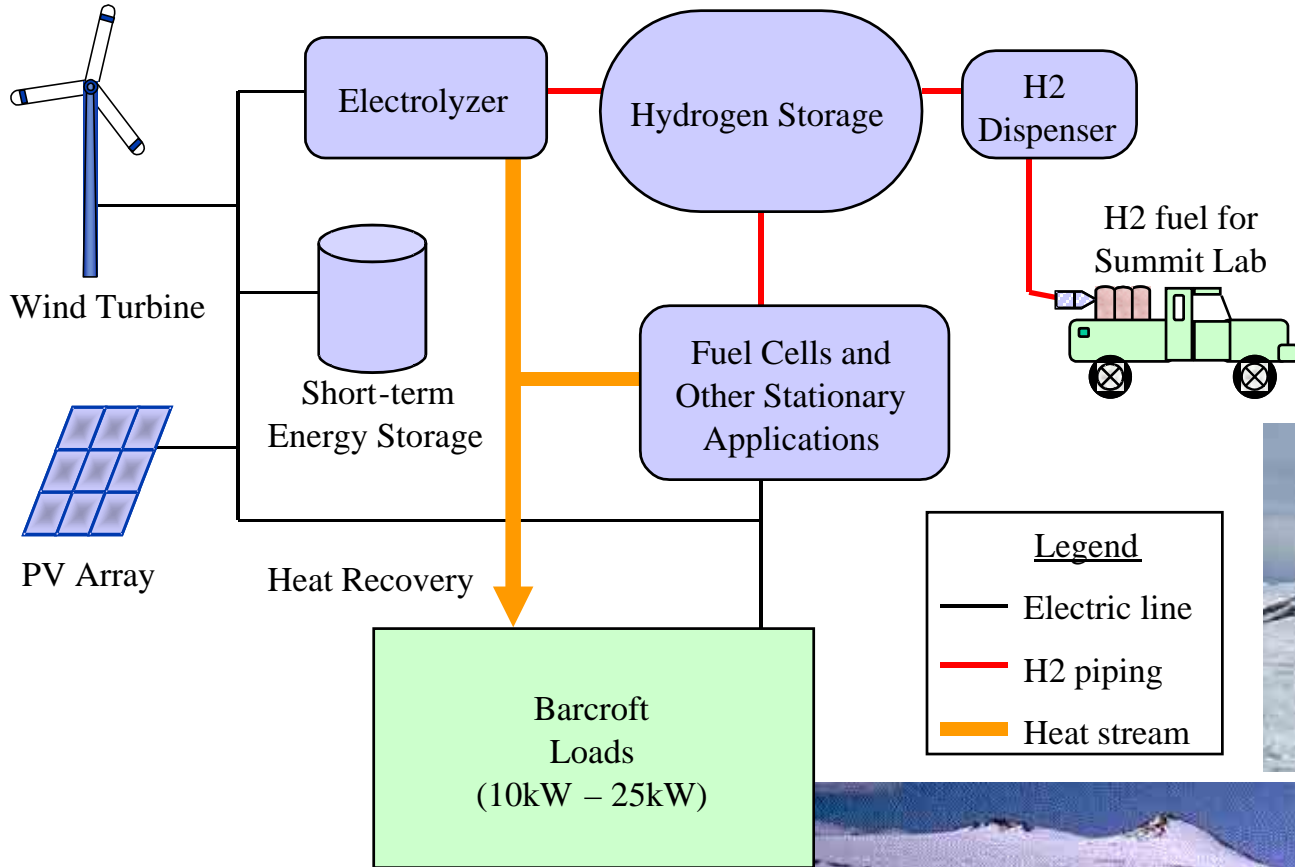 Electrolyzer
Hydrogen Storage
H2
Dispenser
H2 fuel for
Summit Lab
Wind Turbine
Short-term
Energy Storage
Fuel Cells and
Other Stationary
Applications
PV Array
Heat Recovery
Barcroft
Loads
(10kW – 25kW)
Legend
Electric line
H2 piping
Heat stream